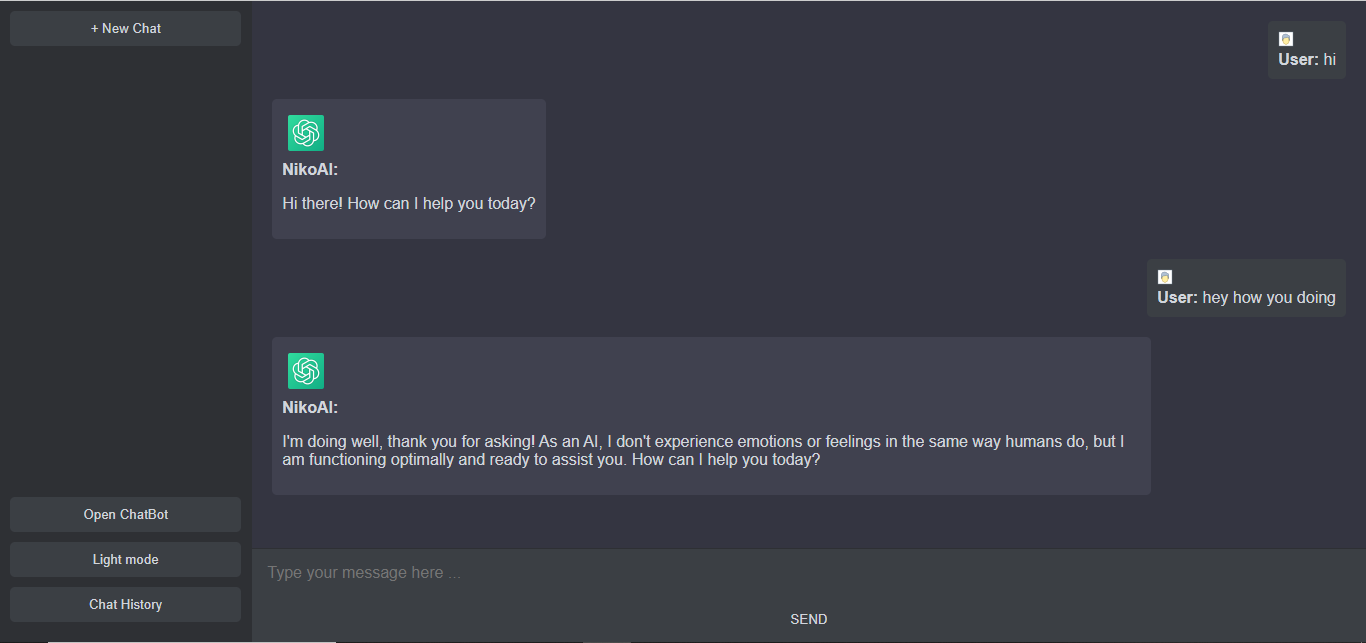 + New Chat
User: hi
NikoAI:
Hi there! How can I help you today?
User: hey how you doing
NikoAI:
I'm doing well, thank you for asking! As an AI, I don't experience emotions or feelings in the same way humans do, but I
am functioning optimally and ready to assist you. How can I help you today?
Open ChatBot
Light mode
Chat History
Type your message here ...
SEND